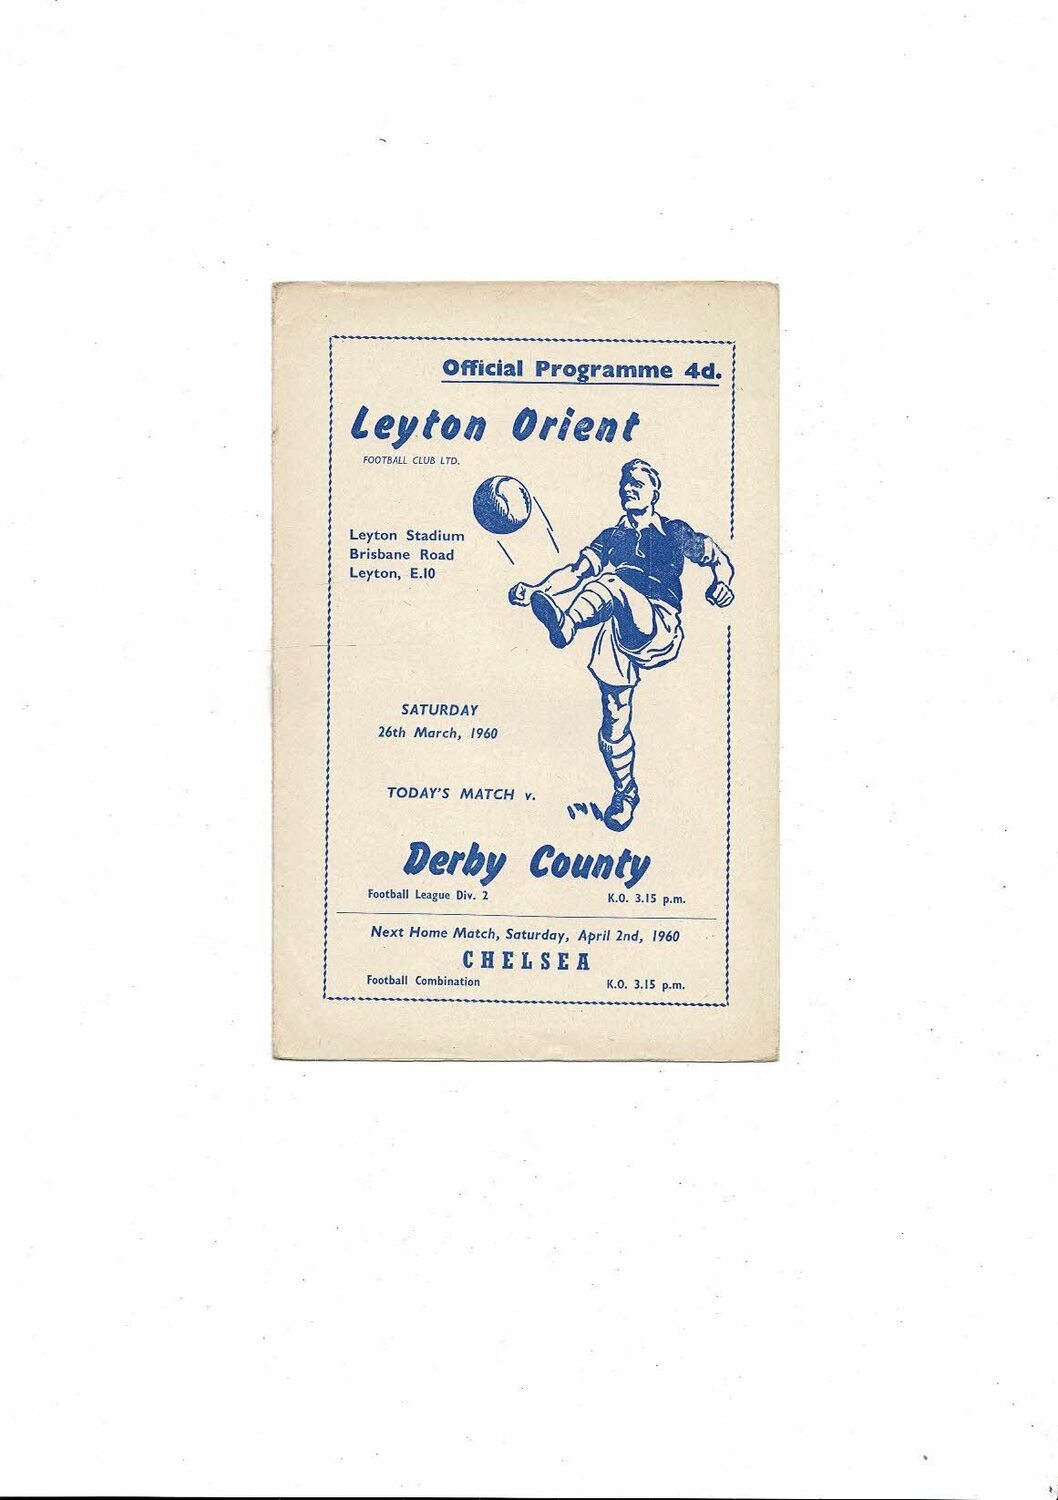 Official Programme 4d.
Leyton Orient
FOOTBALL CLUB LTD.
Leyton Stadium
Brisbane Road
Leyton, E.10
SATURDAY
26th March, 1960
TODAY'S MATCH v.
Derby County
Football League Div. 2 K.O. 3.15 p.m.
Next Home Match, Saturday, April 2nd, 1960
CHELSEA
Football Combination K.O. 3.15 p.m.